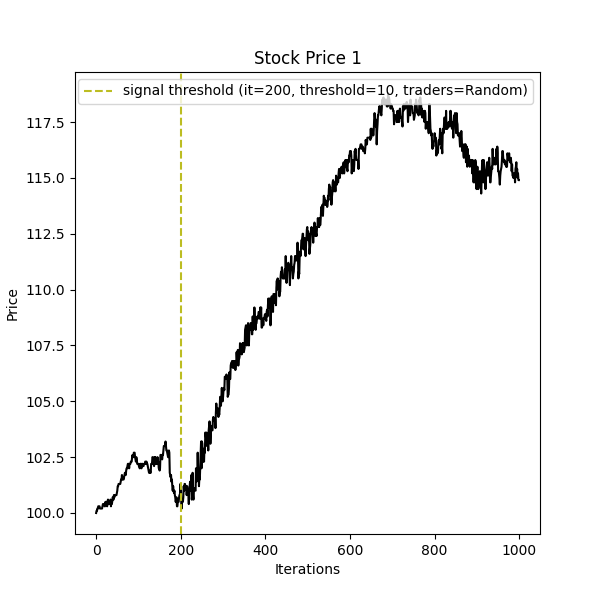 Stock Price 1
signal threshold (it=200, threshold=10, traders=Random)
117.5
115.0
112.5
110.0
107.5
105.0
102.5
100.0
Price
0 200 400 600 800 1000
Iterations